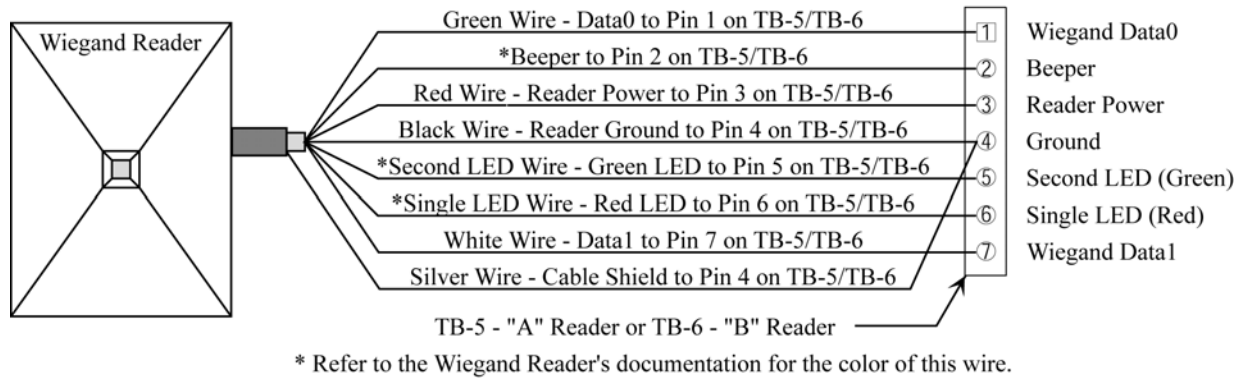 Wiegand Reader
Green Wire - Data0 to Pin 1 on TB-5/TB-6
*Beeper to Pin 2 on TB-5/TB-6
Red Wire - Reader Power to Pin 3 on TB-5/TB-6
Black Wire - Reader Ground to Pin 4 on TB-5/TB-6
*Second LED Wire - Green LED to Pin 5 on TB-5/TB-6
*Single LED Wire - Red LED to Pin 6 on TB-5/TB-6
White Wire - Data1 to Pin 7 on TB-5/TB-6
Silver Wire - Cable Shield to Pin 4 on TB-5/TB-6
1 Wiegand Data0
2 Beeper
3 Reader Power
4 Ground
5 Second LED (Green)
6 Single LED (Red)
7 Wiegand Data1
TB-5 - "A" Reader or TB-6 - "B" Reader
* Refer to the Wiegand Reader's documentation for the color of this wire.